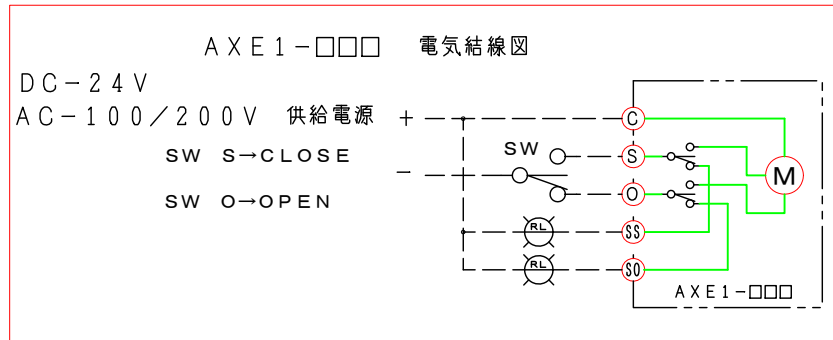 AXE1-□□□ 電気結線図
DC-24V
AC-100/200V 供給電源 +
C
SW S→CLOSE
SW
S
-
M
SW O→OPEN
O
RL
SS
RL
SO
AXE1-□□□